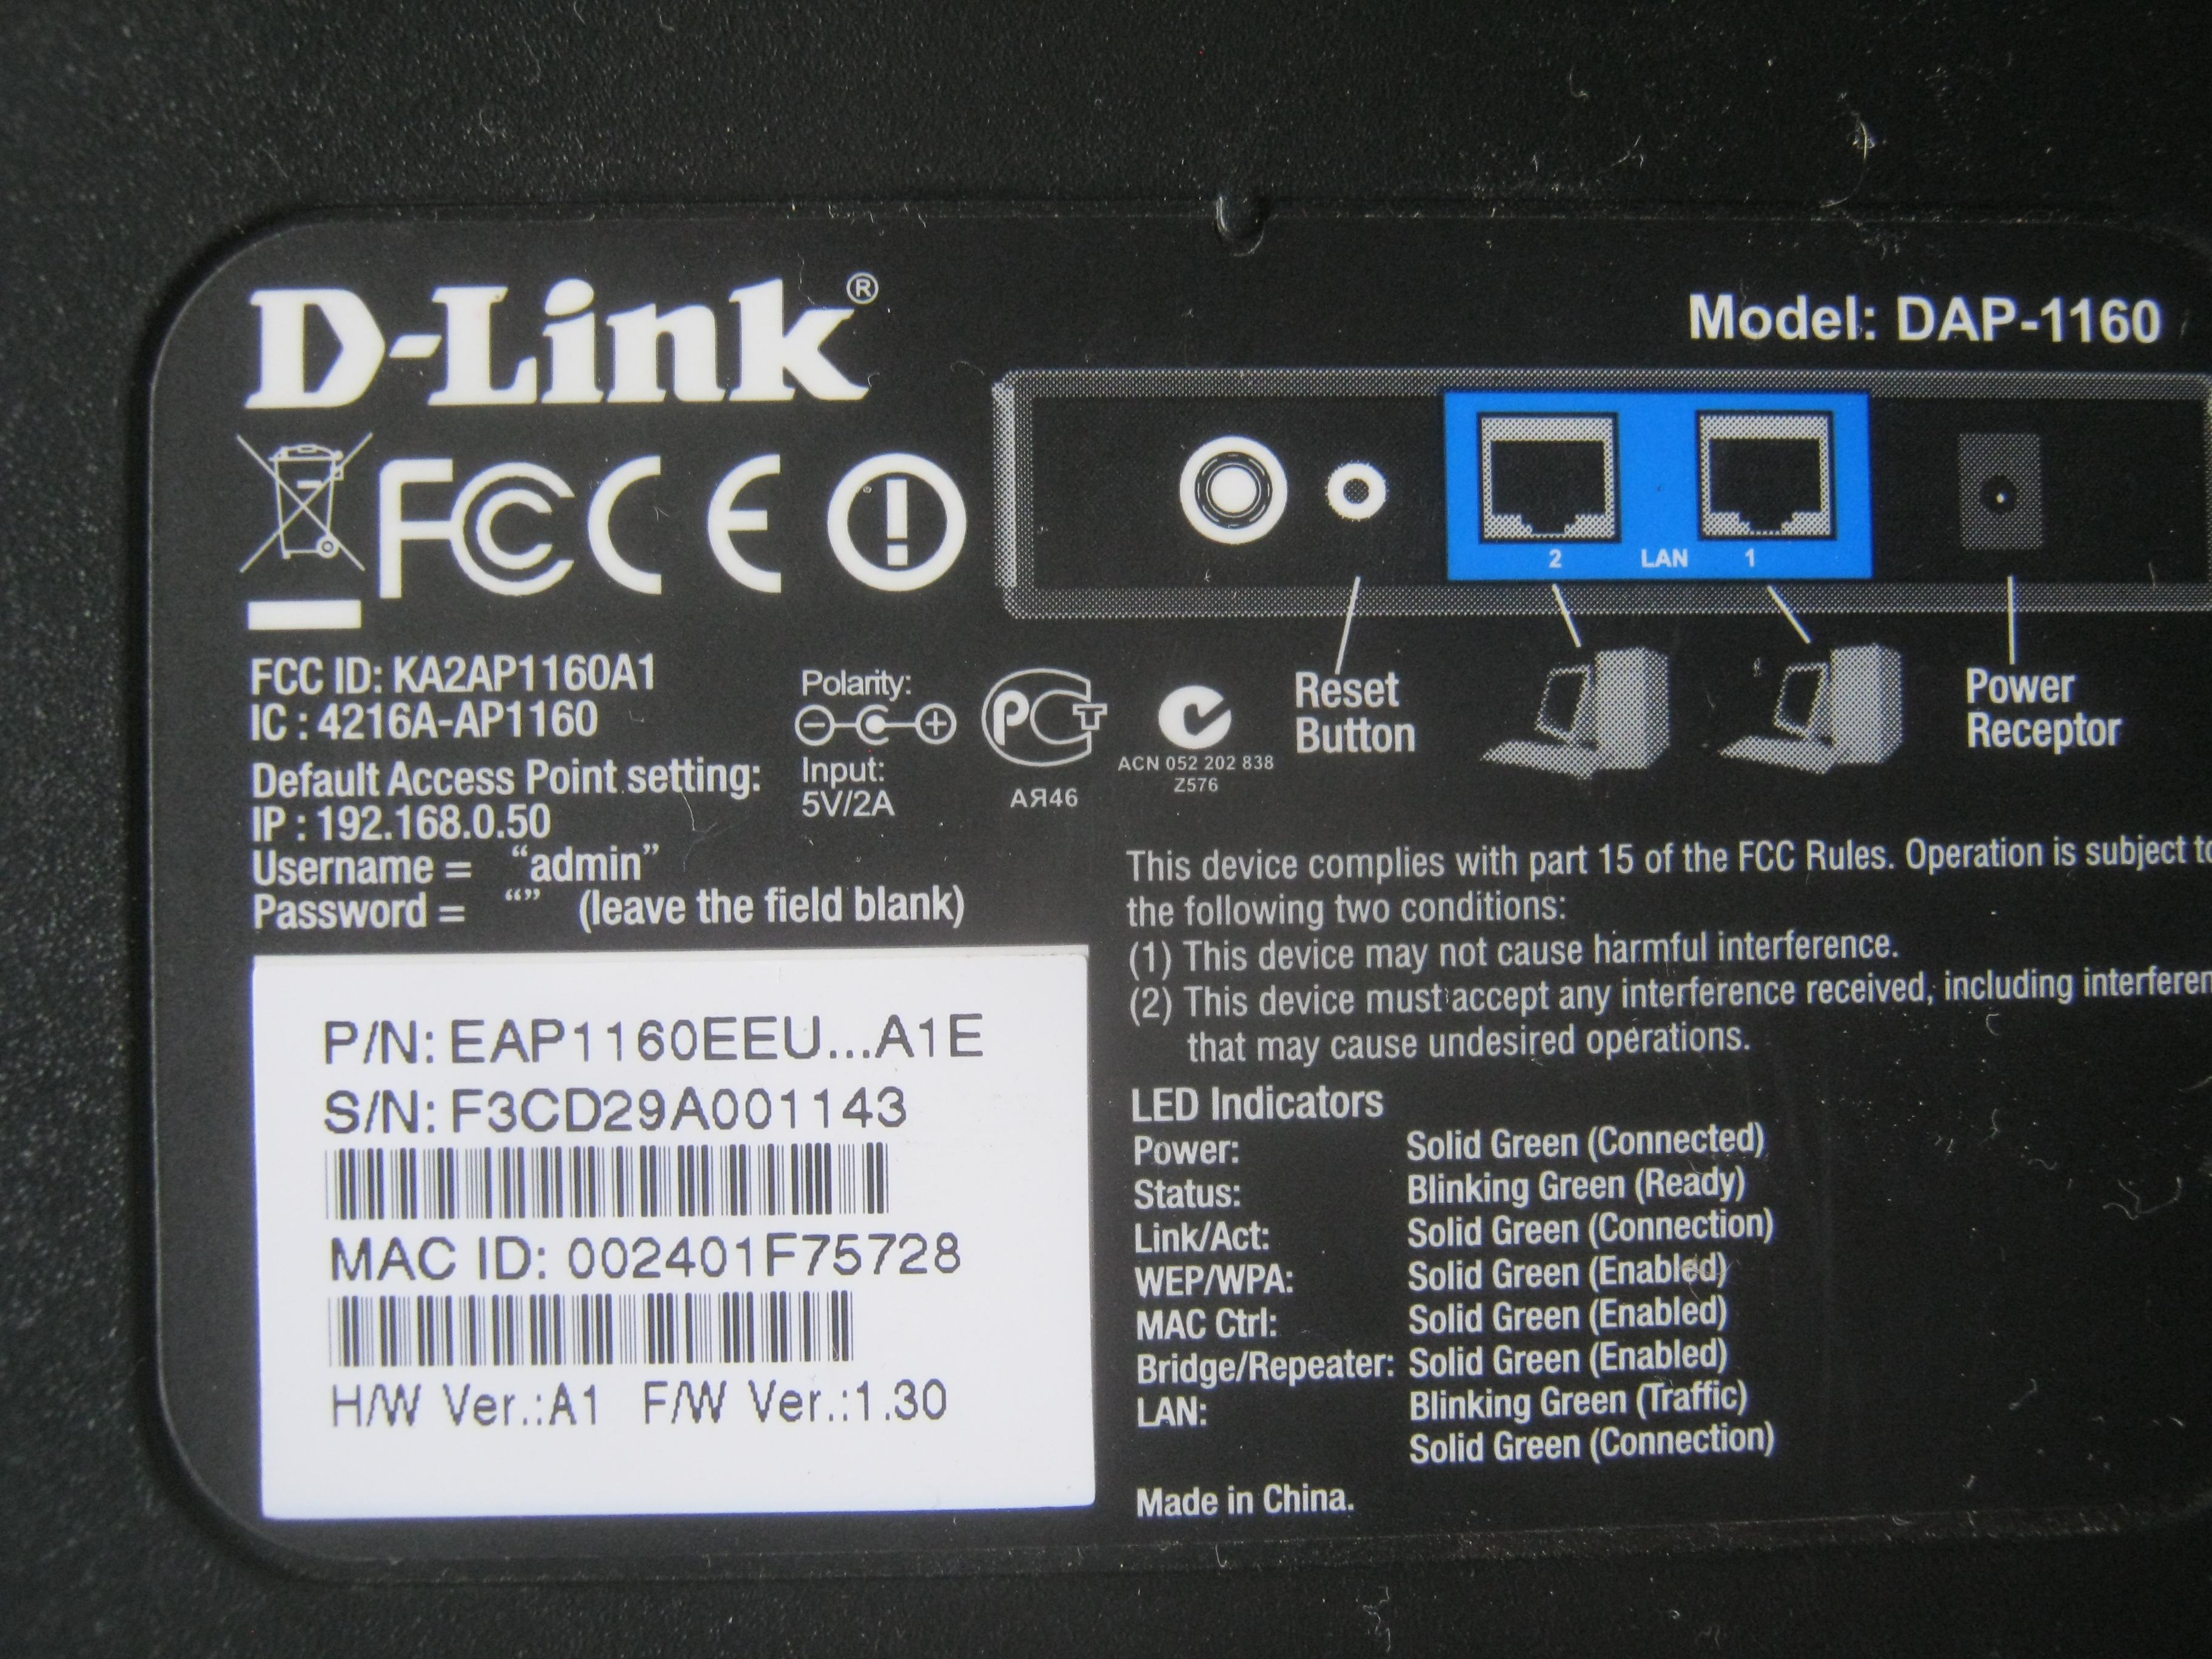 D-Link®
Model: DAP-1160
FCC CE
2 LAN 1
FCC ID: KA2AP1160A1
IC : 4216A-AP1160
Default Access Point setting:
IP : 192.168.0.50
Username = “admin”
Password = “” (leave the field blank)
Polarity:
Input:
5V/2A
РСТ
АЯ46
ACN 052 202 838
Z576
Reset
Button
Power
Receptor
This device complies with part 15 of the FCC Rules. Operation is subject to
the following two conditions:
(1) This device may not cause harmful interference.
(2) This device must accept any interference received, including interferen
that may cause undesired operations.
P/N: EAP1160EEU...A1E
S/N: F3CD29A001143
MAC ID: 002401F75728
H/W Ver.:A1 F/W Ver.:1.30
LED Indicators
Power: Solid Green (Connected)
Status: Blinking Green (Ready)
Link/Act: Solid Green (Connection)
WEP/WPA: Solid Green (Enabled)
MAC Ctrl: Solid Green (Enabled)
Bridge/Repeater: Solid Green (Enabled)
LAN: Blinking Green (Traffic)
Solid Green (Connection)
Made in China.